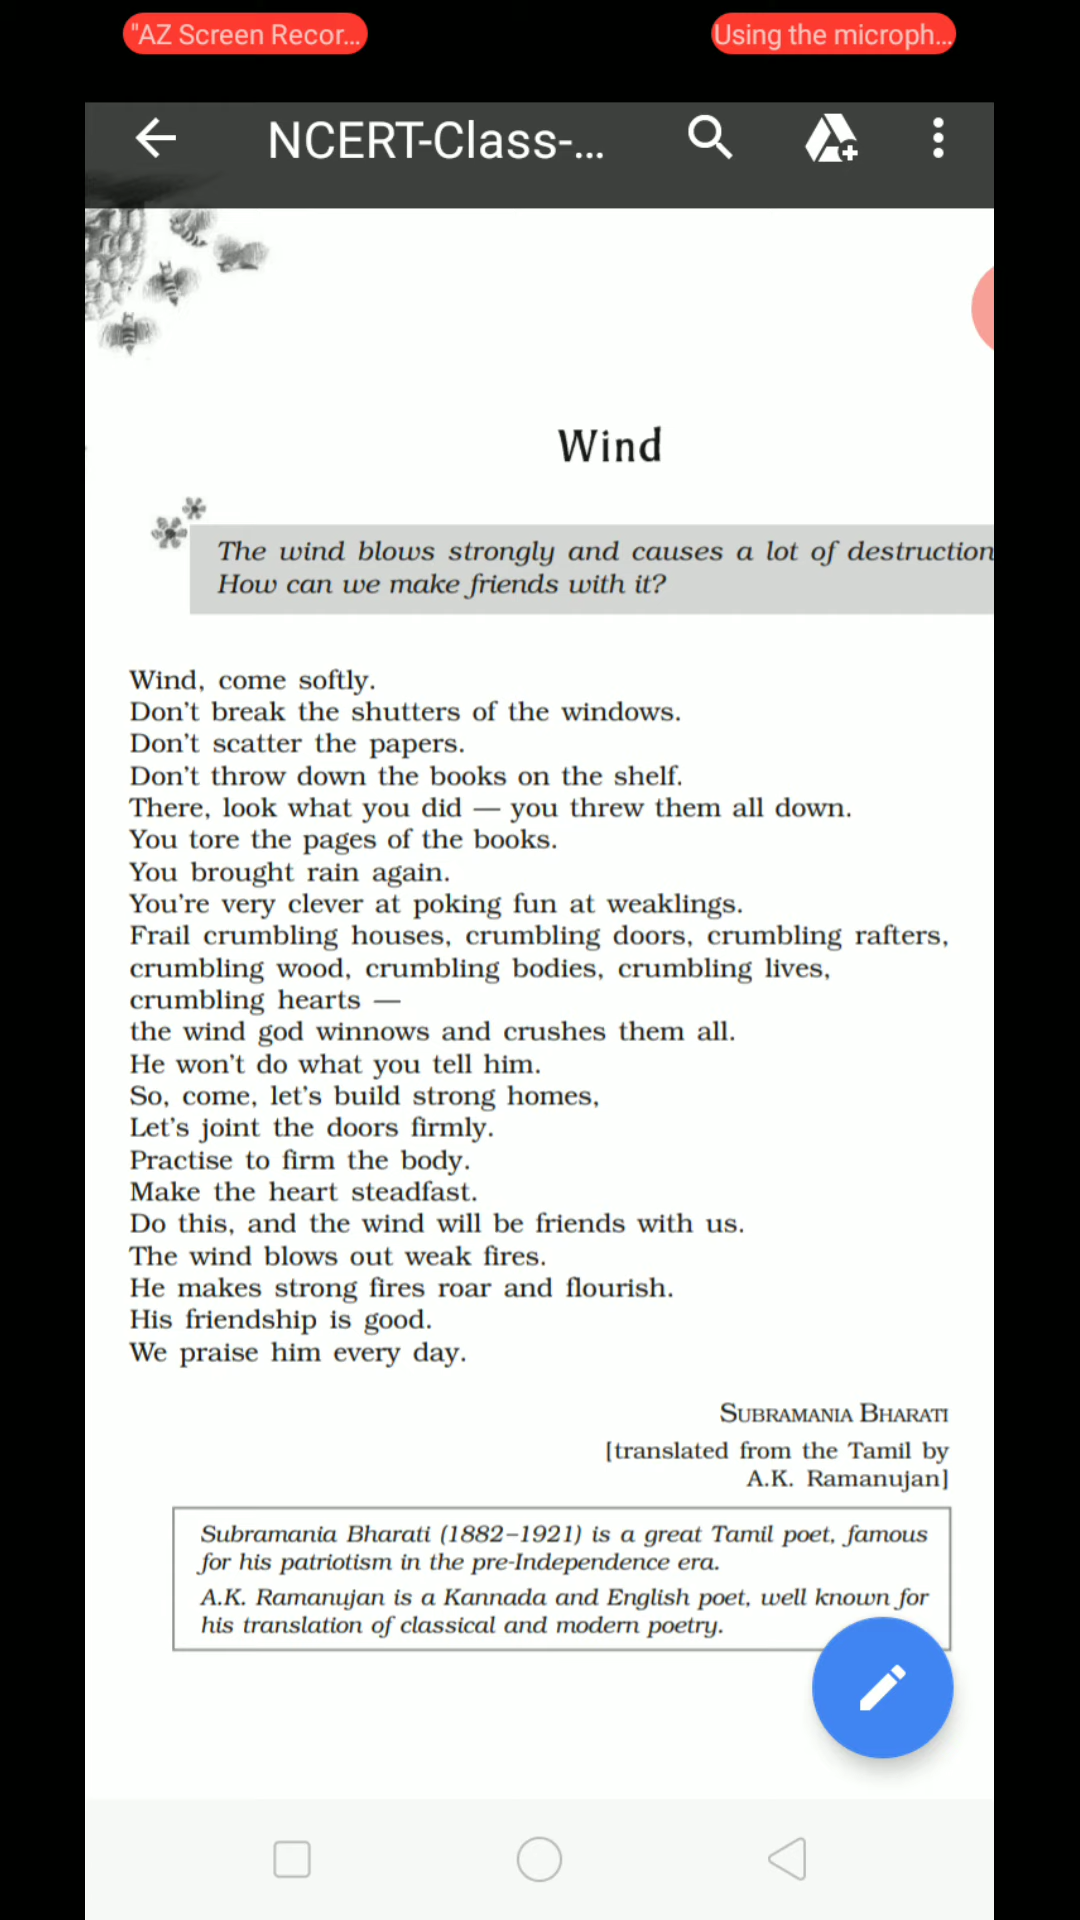 "AZ Screen Recor...
Using the microph...
NCERT-Class-...
Wind
The wind blows strongly and causes a lot of destruction
How can we make friends with it?
Wind, come softly.
Don't break the shutters of the windows.
Don't scatter the papers.
Don't throw down the books on the shelf.
There, look what you did — you threw them all down.
You tore the pages of the books.
You brought rain again.
You're very clever at poking fun at weaklings.
Frail crumbling houses, crumbling doors, crumbling rafters,
crumbling wood, crumbling bodies, crumbling lives,
crumbling hearts —
the wind god winnows and crushes them all.
He won't do what you tell him.
So, come, let's build strong homes,
Let's joint the doors firmly.
Practise to firm the body.
Make the heart steadfast.
Do this, and the wind will be friends with us.
The wind blows out weak fires.
He makes strong fires roar and flourish.
His friendship is good.
We praise him every day.
SUBRAMANIA BHARATI
[translated from the Tamil by
A.K. Ramanujan]
Subramania Bharati (1882–1921) is a great Tamil poet, famous
for his patriotism in the pre-Independence era.
A.K. Ramanujan is a Kannada and English poet, well known for
his translation of classical and modern poetry.